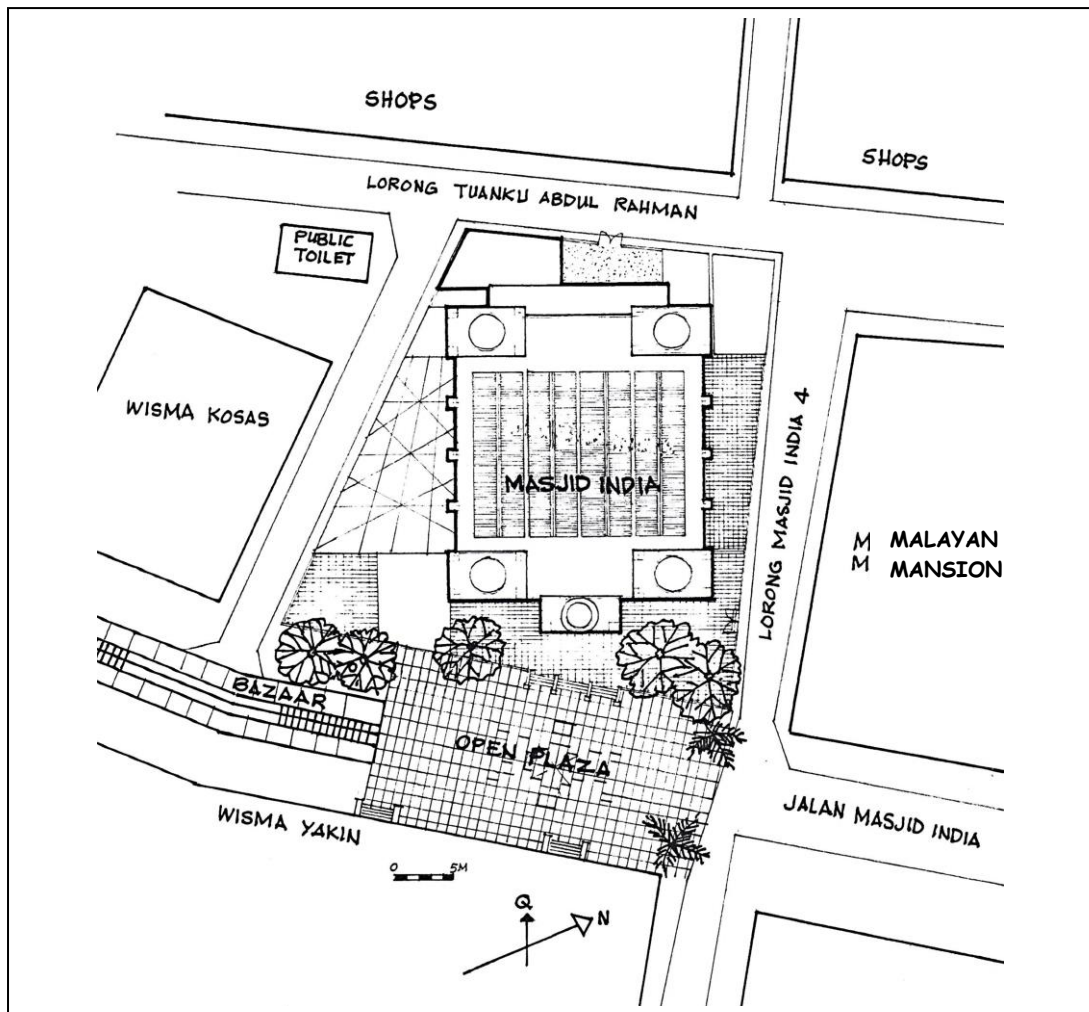 SHOPS
SHOPS
LORONG TUANKU ABDUL RAHMAN
PUBLIC
TOILET
WISMA KOSAS
MASJID INDIA
LORONG MASJID INDIA 4
M MALAYAN
M MANSION
BAZAAR
OPEN PLAZA
WISMA YAKIN
JALAN MASJID INDIA
0 5M
Q
N